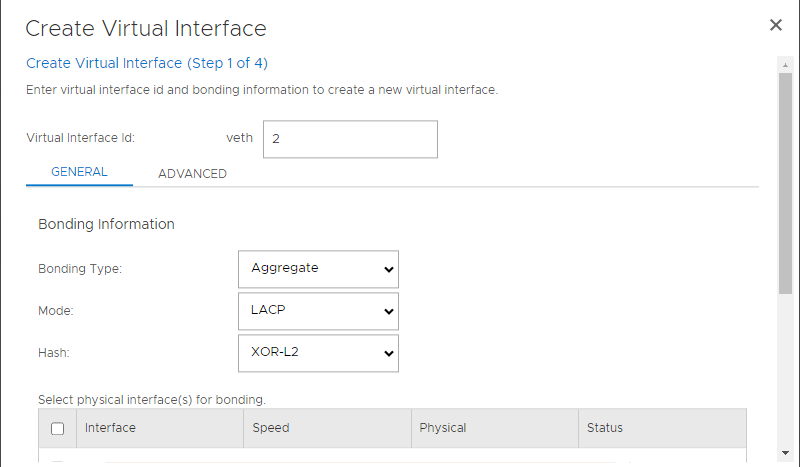 Create Virtual Interface
Create Virtual Interface (Step 1 of 4)
Enter virtual interface id and bonding information to create a new virtual interface.
Virtual Interface Id: veth 2
GENERAL ADVANCED
Bonding Information
Bonding Type: Aggregate
Mode: LACP
Hash: XOR-L2
Select physical interface(s) for bonding.
Interface Speed Physical Status